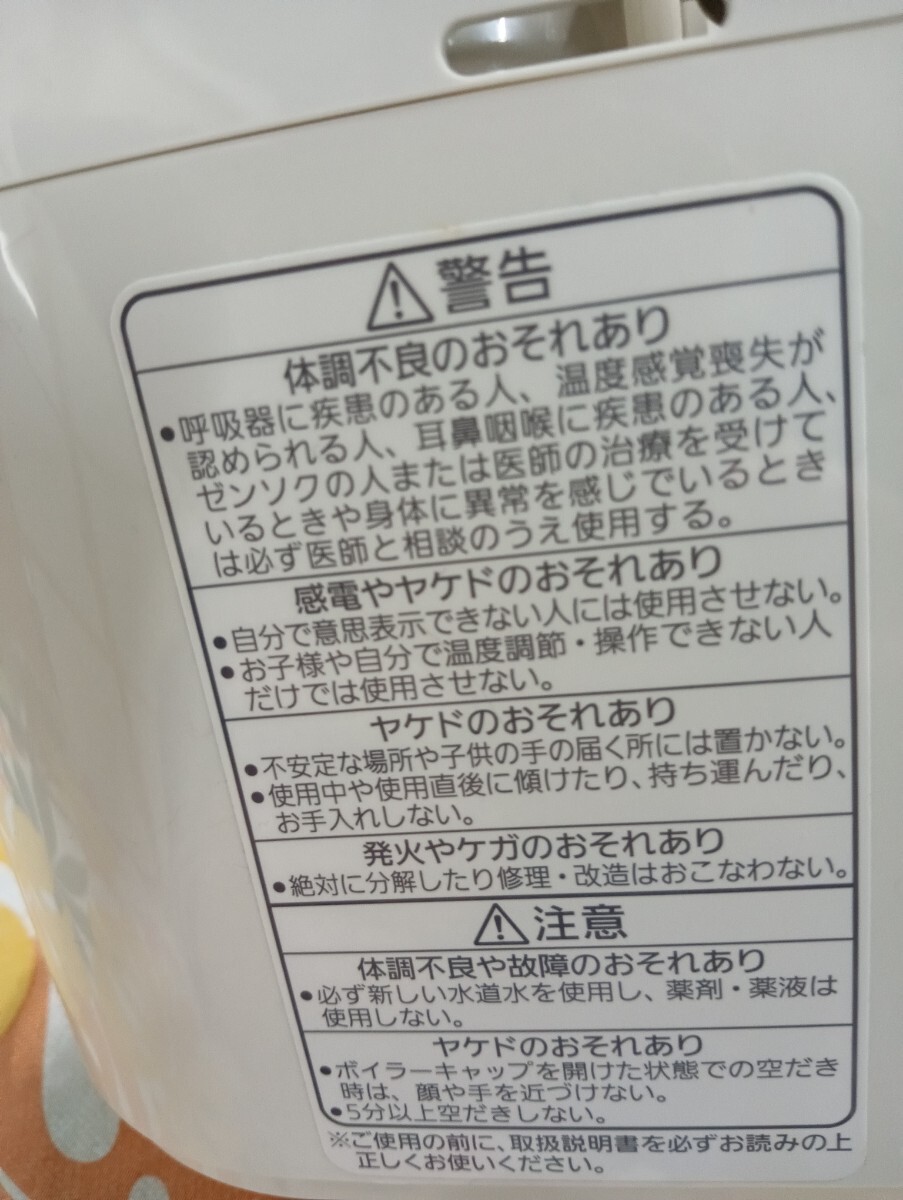 ⚠警告
体調不良のおそれあり
●呼吸器に疾患のある人、温度感覚喪失が
認められる人、耳鼻咽喉に疾患のある人、
ゼンソクの人または医師の治療を受けて
いるときや身体に異常を感じているとき
は必ず医師と相談のうえ使用する。
感電やヤケドのおそれあり
●自分で意思表示できない人には使用させない。
●お子様や自分で温度調節・操作できない人
だけでは使用させない。
ヤケドのおそれあり
●不安定な場所や子供の手の届く所には置かない。
●使用中や使用直後に傾けたり、持ち運んだり、
お手入れしない。
発火やケガのおそれあり
●絶対に分解したり修理・改造はおこなわない。
⚠注意
体調不良や故障のおそれあり
●必ず新しい水道水を使用し、薬剤・薬液は
使用しない。
ヤケドのおそれあり
●ボイラーキャップを開けた状態での空だき
時は、顔や手を近づけない。
●5分以上空だきしない。
※ご使用の前に、取扱説明書を必ずお読みの上
正しくお使いください。